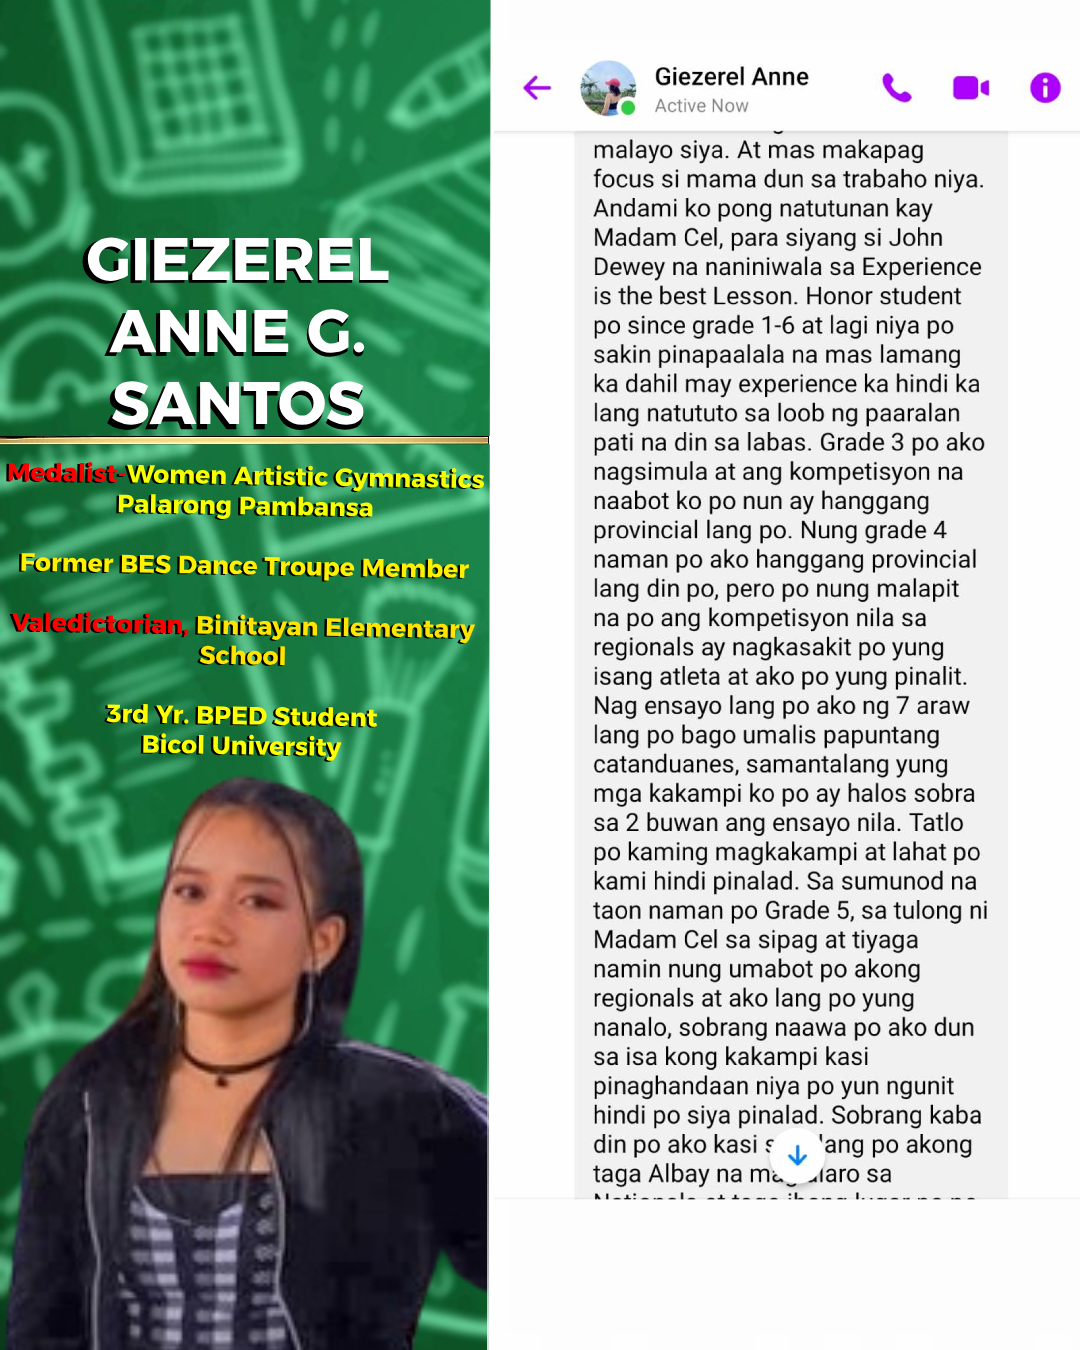 GIEZEREL
ANNE G.
SANTOS
Medalist-Women Artistic Gymnastics
Palarong Pambansa
Former BES Dance Troupe Member
Valedictorian, Binitayan Elementary
School
3rd Yr. BPED Student
Bicol University
Giezerel Anne
Active Now
malayo siya. At mas makapag
focus si mama dun sa trabaho niya.
Andami ko pong natutunan kay
Madam Cel, para siyang si John
Dewey na naniniwala sa Experience
is the best Lesson. Honor student
po since grade 1-6 at lagi niya po
sakin pinapaalala na mas lamang
ka dahil may experience ka hindi ka
lang natututo sa loob ng paaralan
pati na din sa labas. Grade 3 po ako
nagsimula at ang kompetisyon na
naabot ko po nun ay hanggang
provincial lang po. Nung grade 4
naman po ako hanggang provincial
lang din po, pero po nung malapit
na po ang kompetisyon nila sa
regionals ay nagkasakit po yung
isang atleta at ako po yung pinalit.
Nag ensayo lang po ako ng 7 araw
lang po bago umalis papuntang
catanduanes, samantalang yung
mga kakampi ko po ay halos sobra
sa 2 buwan ang ensayo nila. Tatlo
po kaming magkakampi at lahat po
kami hindi pinalad. Sa sumunod na
taon naman po Grade 5, sa tulong ni
Madam Cel sa sipag at tiyaga
namin nung umabot po akong
regionals at ako lang po yung
nanalo, sobrang naawa po ako dun
sa isa kong kakampi kasi
pinaghandaan niya po yun ngunit
hindi po siya pinalad. Sobrang kaba
din po ako kasi lang po akong
taga Albay na sa